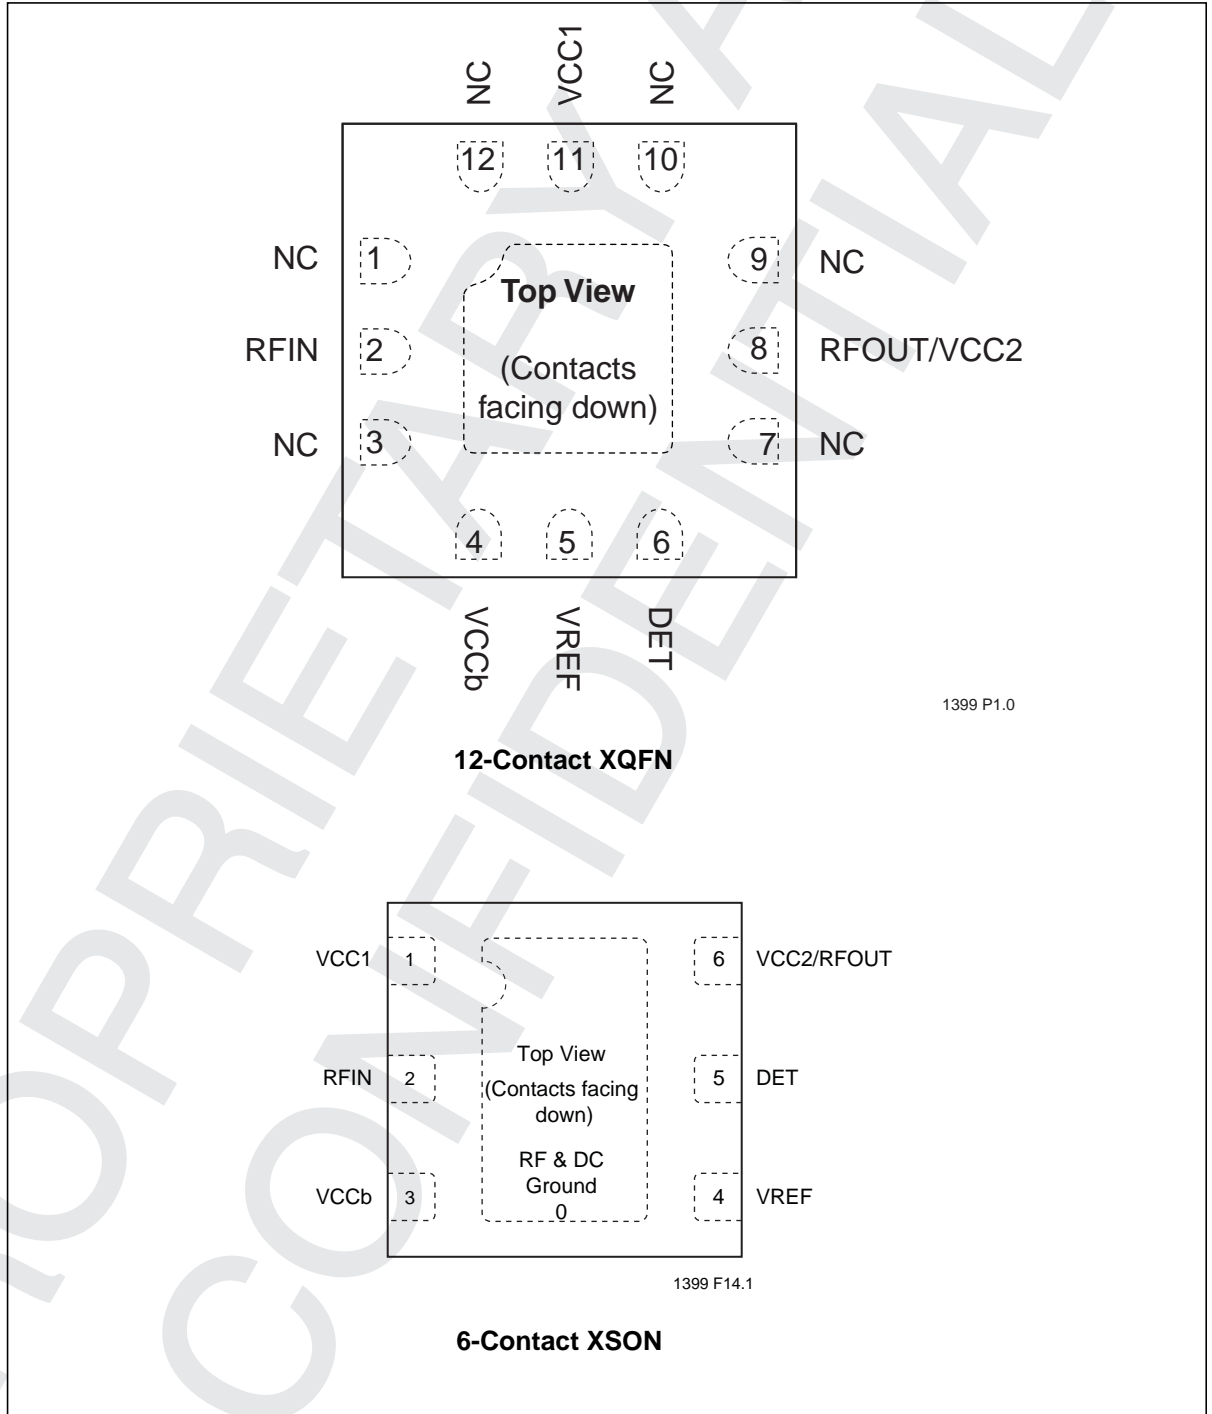 NC
VCC1
NC
12
11
10
NC
1
9
NC
Top View
RFIN
2
8
RFOUT/VCC2
(Contacts
facing down)
NC
3
7
NC
4
5
6
VCCb
VREF
DET
1399 P1.0
12-Contact XQFN
VCC1
1
6
VCC2/RFOUT
Top View
RFIN
2
5
DET
(Contacts facing
down)
RF & DC
Ground
0
VCCb
3
4
VREF
1399 F14.1
6-Contact XSON
OPRIETARY
CONFIDENTIAL